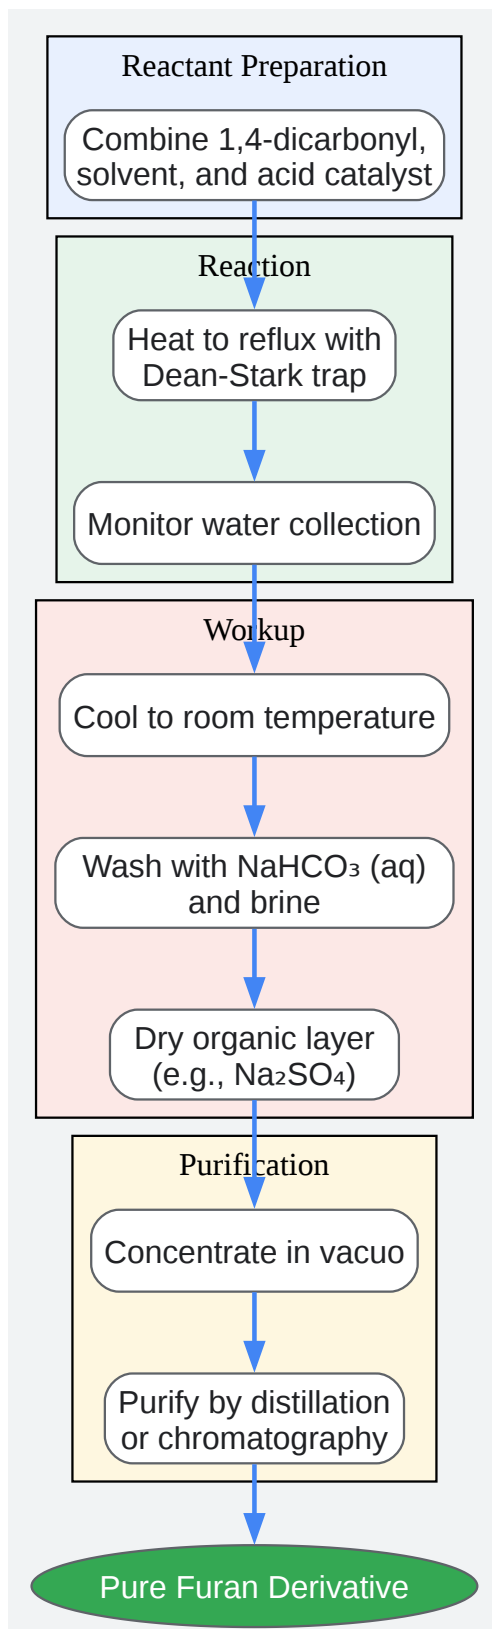 Reactant Preparation
Combine 1,4-dicarbonyl,
solvent, and acid catalyst
Reaction
Heat to reflux with
Dean-Stark trap
Monitor water collection
Workup
Cool to room temperature
Wash with NaHCO₃ (aq)
and brine
Dry organic layer
(e.g., Na₂SO₄)
Purification
Concentrate in vacuo
Purify by distillation
or chromatography
Pure Furan Derivative